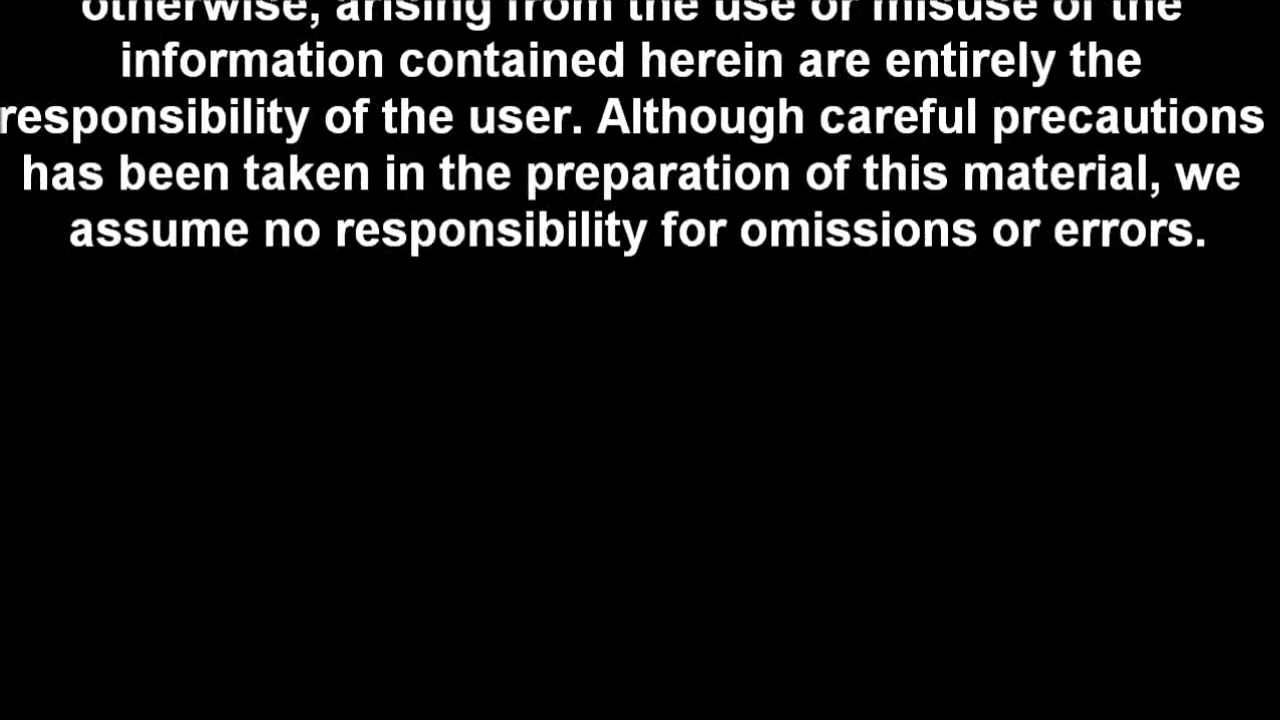 otherwise, arising from the use or misuse of the
information contained herein are entirely the
responsibility of the user. Although careful precautions
has been taken in the preparation of this material, we
assume no responsibility for omissions or errors.